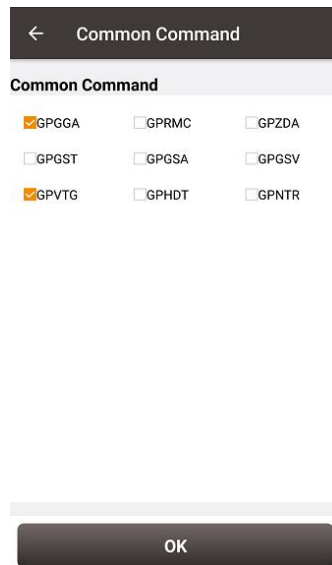 Common Command
Common Command
GPGGA GPRMC GPZDA
GPGST GPGSA GPGSV
GPVTG GPHDT GPNTR
OK